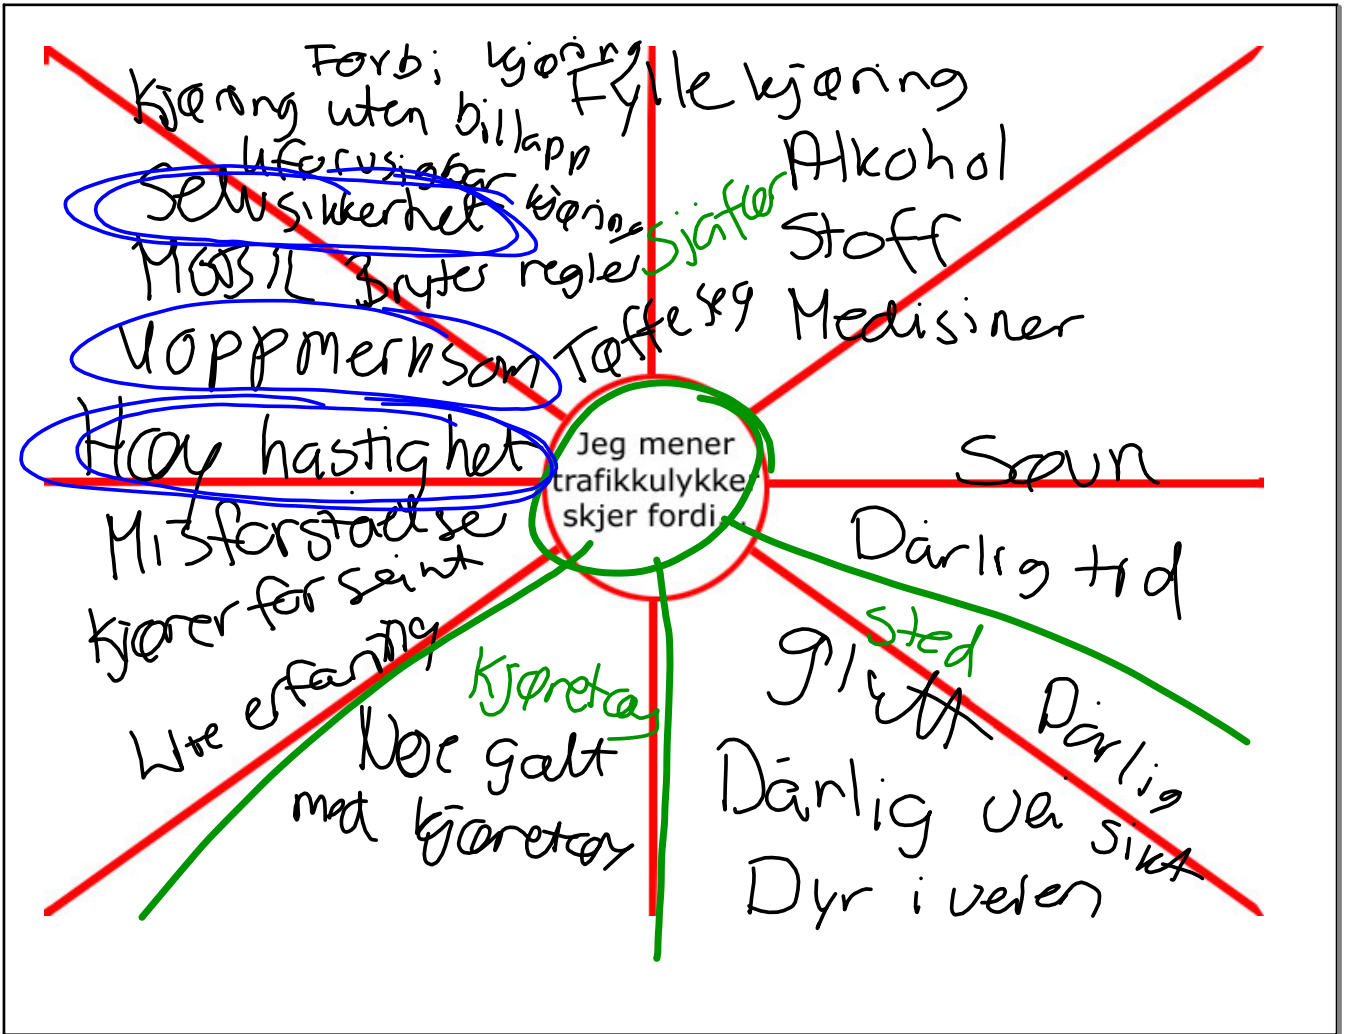 Forbi kjøring
Fyllekjøring
Kjøring uten billapp
Alkohol
uforusigbar kjøring
Selvsikkerhet
Sjåfør
Stoff
MOBIL
Bryter regler
Tøffe seg
Medisiner
Uoppmerksom
Høy hastighet
Jeg mener
trafikkulykker
skjer fordi...
Søvn
Misforståelse
Dårlig tid
Kjører for seint
Sted
glatt
Lite erfaring
Kjøretøy
Dårlig
sikt
Noe galt
med kjøretøy
Dårlig vei
Dyr i veien